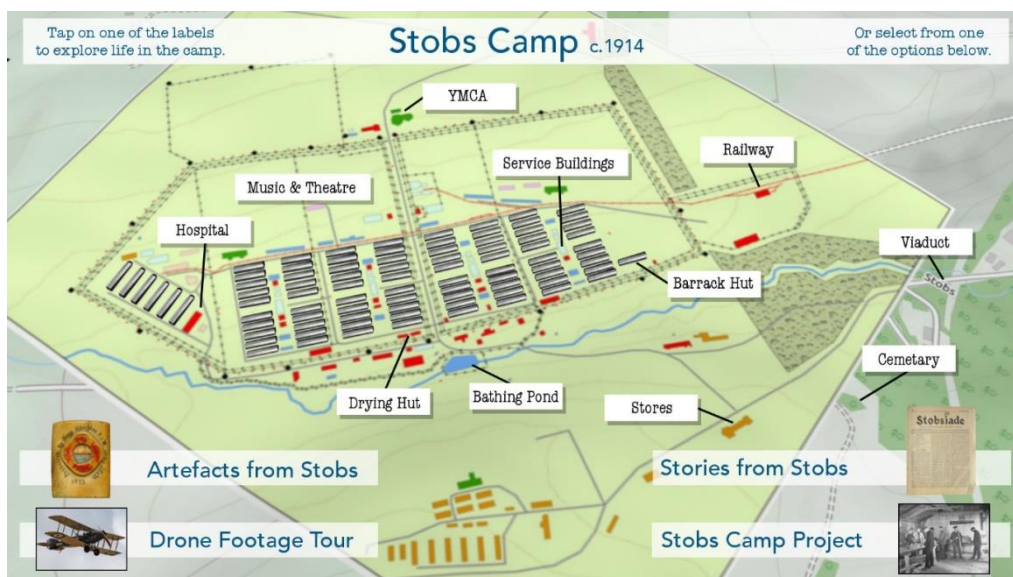 Tap on one of the labels
to explore life in the camp.
Stobs Camp c.1914
Or select from one
of the options below.
YMCA
Service Buildings
Railway
Music & Theatre
Hospital
Viaduct
Stobs
Barrack Hut
Cemetary
Drying Hut
Bathing Pond
Stores
Stobsiade
Artefacts from Stobs
Stories from Stobs
Drone Footage Tour
Stobs Camp Project